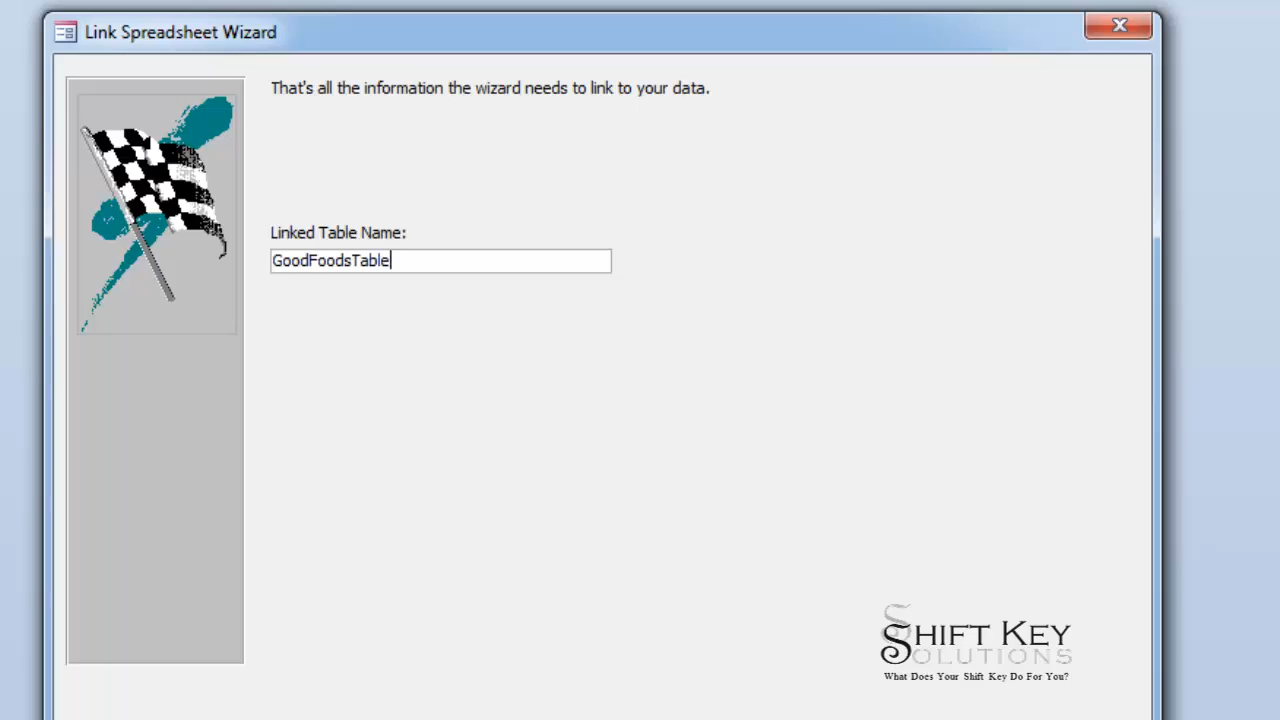 Link Spreadsheet Wizard
That's all the information the wizard needs to link to your data.
Linked Table Name:
GoodFoodsTable
SHIFT KEY
SOLUTIONS
What Does Your Shift Key Do For You?